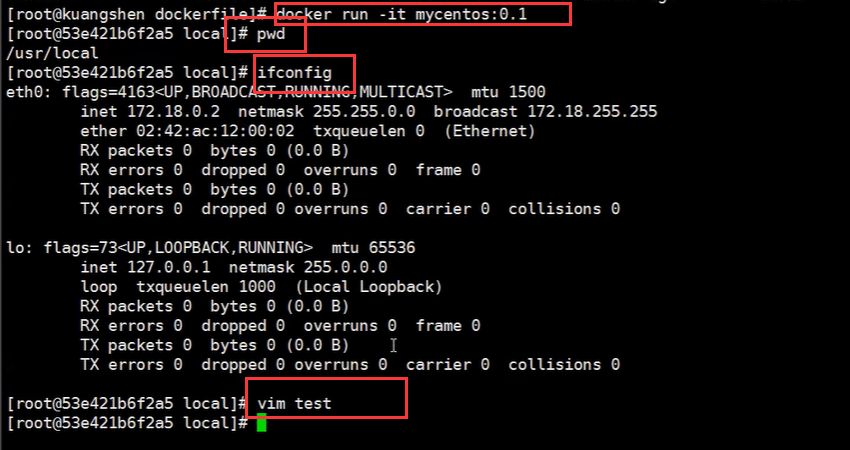 [root@kuangshen dockerfile]# docker run -it mycentos:0.1
[root@53e421b6f2a5 local]# pwd
/usr/local
[root@53e421b6f2a5 local]# ifconfig
eth0: flags=4163<UP,BROADCAST,RUNNING,MULTICAST>  mtu 1500
        inet 172.18.0.2  netmask 255.255.0.0  broadcast 172.18.255.255
        ether 02:42:ac:12:00:02  txqueuelen 0  (Ethernet)
        RX packets 0  bytes 0 (0.0 B)
        RX errors 0  dropped 0  overruns 0  frame 0
        TX packets 0  bytes 0 (0.0 B)
        TX errors 0  dropped 0 overruns 0  carrier 0  collisions 0

lo: flags=73<UP,LOOPBACK,RUNNING>  mtu 65536
        inet 127.0.0.1  netmask 255.0.0.0
        loop  txqueuelen 1000  (Local Loopback)
        RX packets 0  bytes 0 (0.0 B)
        RX errors 0  dropped 0  overruns 0  frame 0
        TX packets 0  bytes 0 (0.0 B)
        TX errors 0  dropped 0 overruns 0  carrier 0  collisions 0

[root@53e421b6f2a5 local]# vim test
[root@53e421b6f2a5 local]#